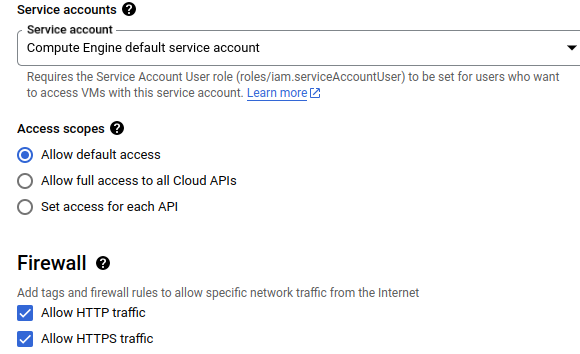 Service accounts
Service account
Compute Engine default service account
Requires the Service Account User role (roles/iam.serviceAccountUser) to be set for users who want
to access VMs with this service account. Learn more
Access scopes
Allow default access
Allow full access to all Cloud APIs
Set access for each API
Firewall
Add tags and firewall rules to allow specific network traffic from the Internet
Allow HTTP traffic
Allow HTTPS traffic